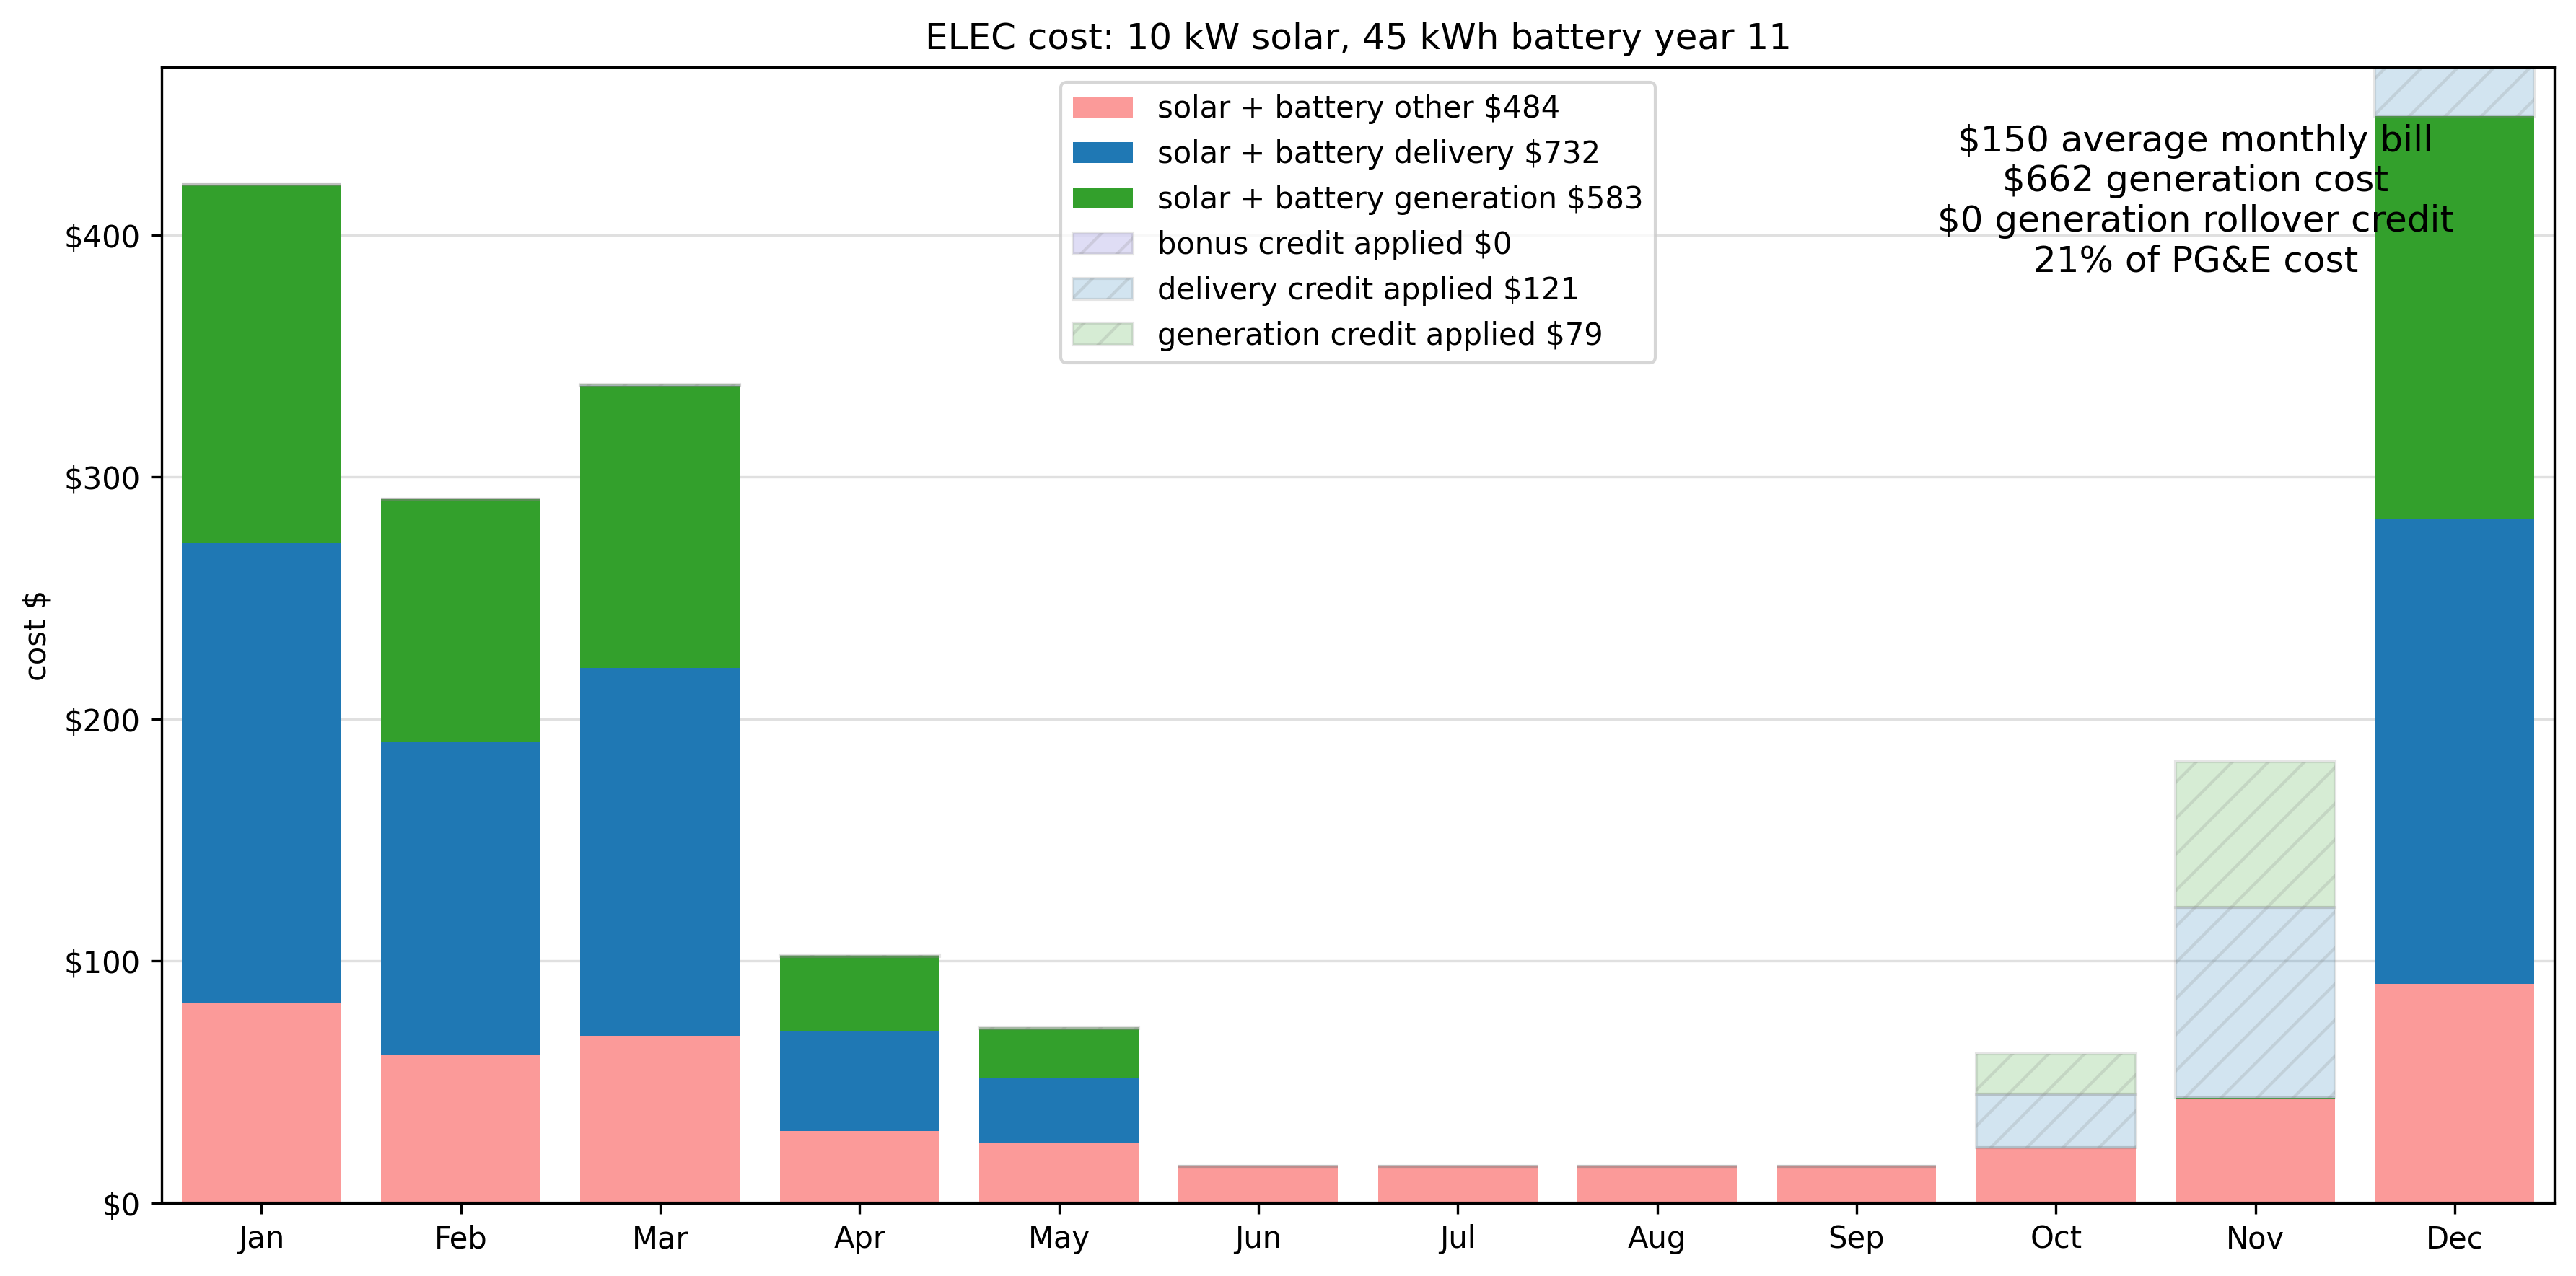 ELEC cost: 10 kW solar, 45 kWh battery year 11
solar + battery other $484
solar + battery delivery $732
solar + battery generation $583
bonus credit applied $0
delivery credit applied $121
generation credit applied $79
$150 average monthly bill
$662 generation cost
$0 generation rollover credit
21% of PG&E cost
cost $
$400
$300
$200
$100
$0
Jan Feb Mar Apr May Jun Jul Aug Sep Oct Nov Dec